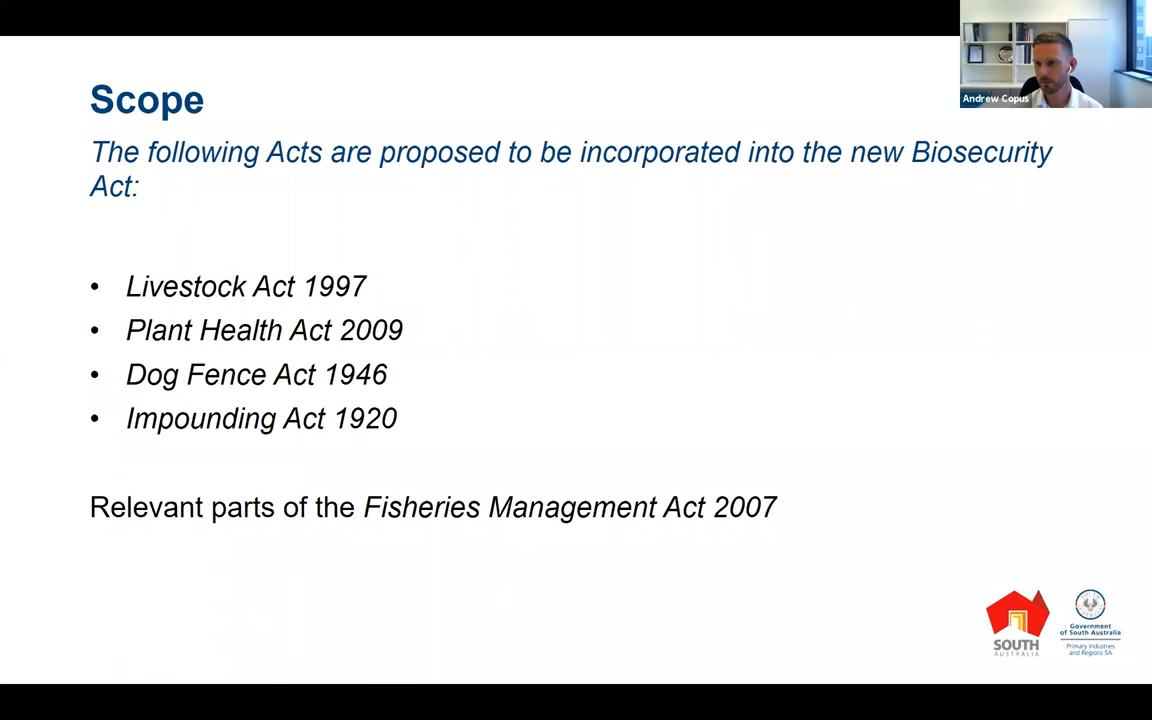 Andrew Copus
Scope
The following Acts are proposed to be incorporated into the new Biosecurity
Act:
• Livestock Act 1997
• Plant Health Act 2009
• Dog Fence Act 1946
• Impounding Act 1920
Relevant parts of the Fisheries Management Act 2007
SOUTH
AUSTRALIA
Government
of South Australia
Primary Industries
and Regions SA